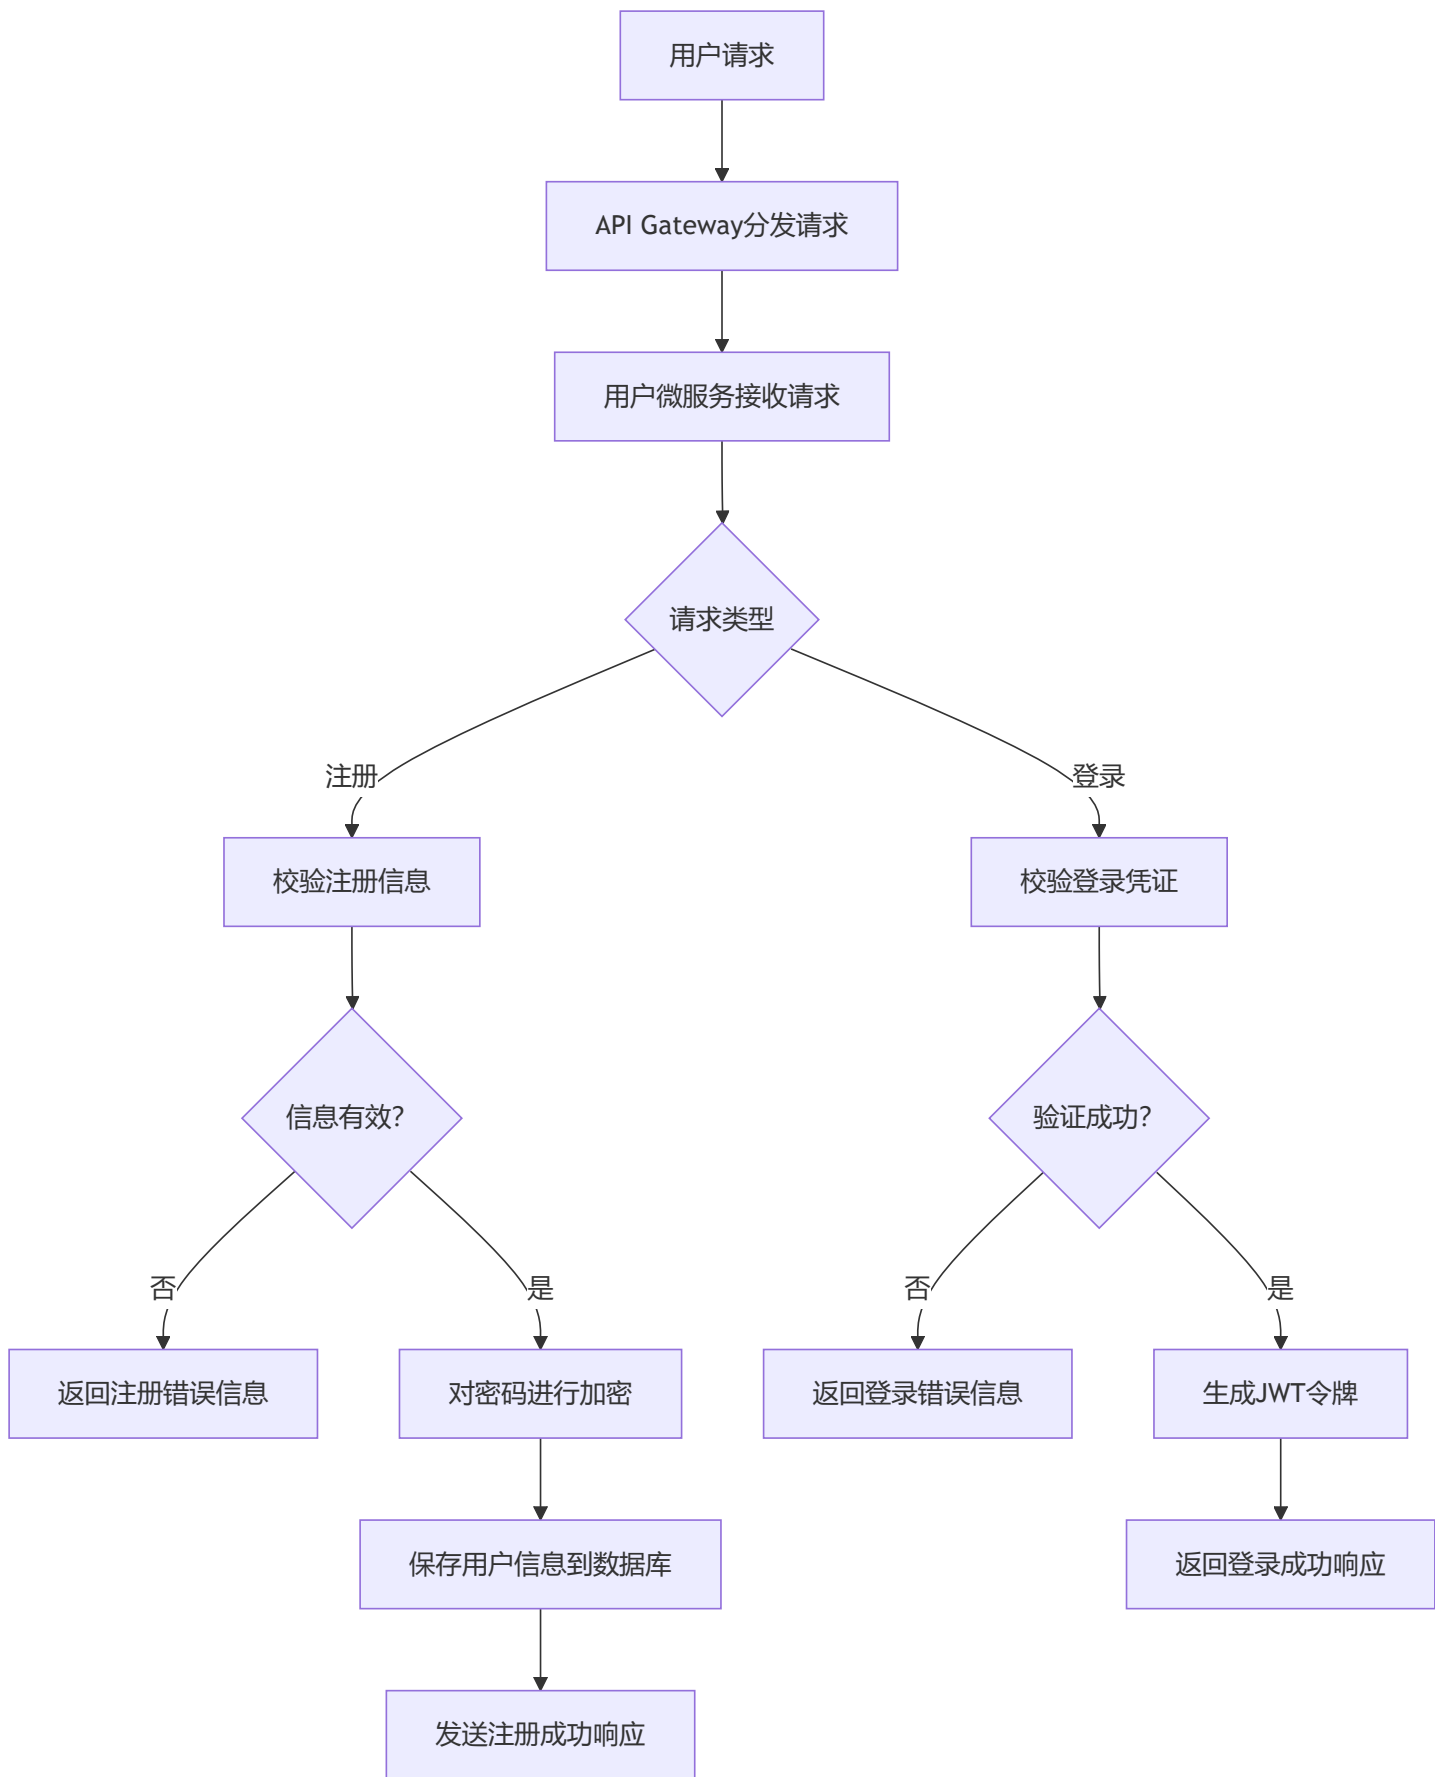 用户请求
API Gateway分发请求
用户微服务接收请求
请求类型
注册
登录
校验注册信息
校验登录凭证
信息有效？
验证成功？
否
是
否
是
返回注册错误信息
对密码进行加密
返回登录错误信息
生成JWT令牌
保存用户信息到数据库
返回登录成功响应
发送注册成功响应